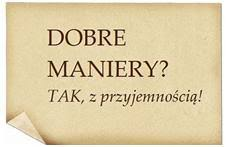 DOBRE
MANIERY?
TAK, z przyjemnością!